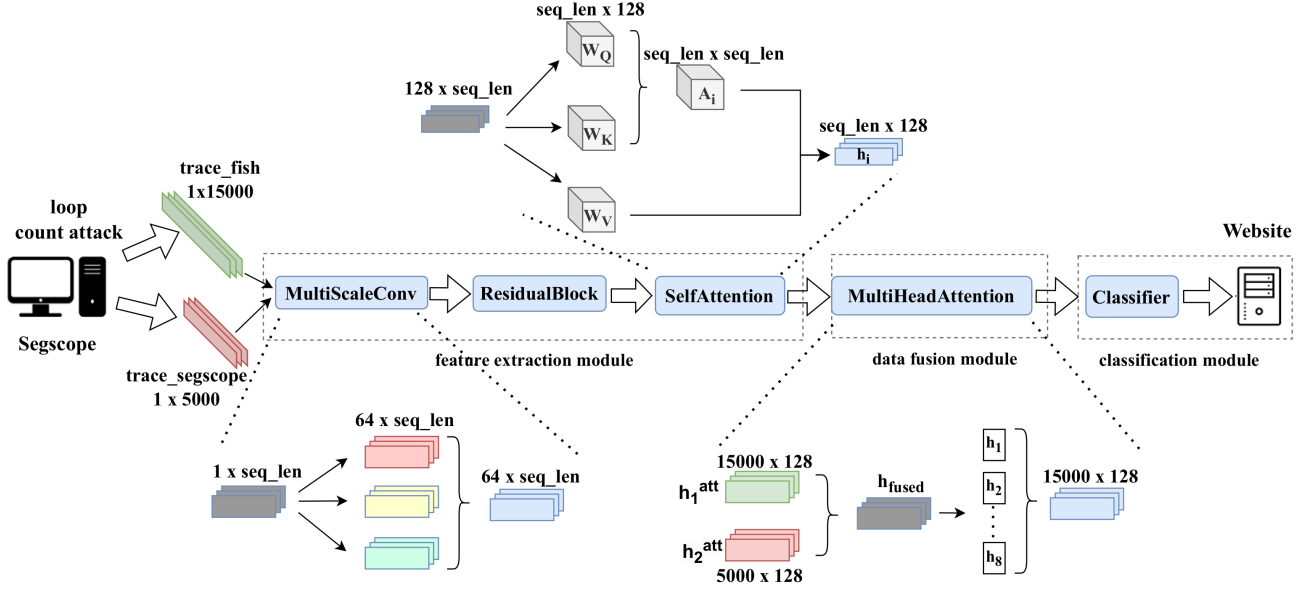 seq_len x 128
W_Q
seq_len x seq_len
128 x seq_len
A_i
W_K
seq_len x 128
h_i
W_V
trace_fish
1x15000
loop
count attack
Website
MultiScaleConv
ResidualBlock
SelfAttention
MultiHeadAttention
Classifier
Segscope
feature extraction module
data fusion module
classification module
trace_segscope
1 x 5000
64 x seq_len
1 x seq_len
64 x seq_len
15000 x 128
h_1^att
h_2^att
5000 x 128
h_fused
h_1
h_2
h_8
15000 x 128